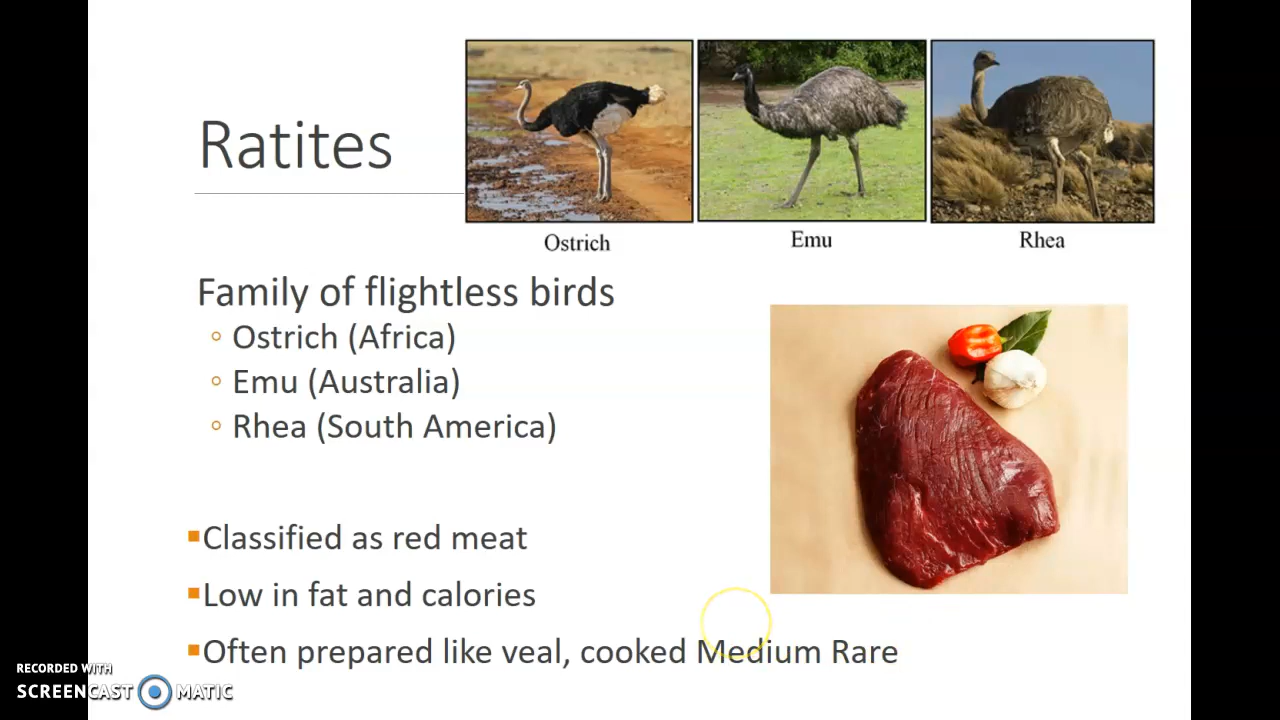 Ratites
Ostrich
Emu
Rhea
Family of flightless birds
Ostrich (Africa)
Emu (Australia)
Rhea (South America)
Classified as red meat
Low in fat and calories
Often prepared like veal, cooked Medium Rare
RECORDED WITH
SCREENCAST MATIC